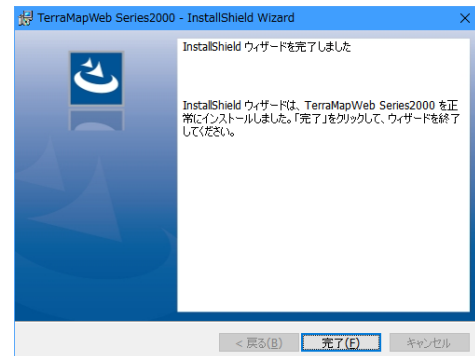 TerraMapWeb Series2000 - InstallShield Wizard
InstallShield ウィザードを完了しました
InstallShield ウィザードは、TerraMapWeb Series2000 を正
常にインストールしました。「完了」をクリックして、ウィザードを終了
してください。
< 戻る(B) 完了(F) キャンセル